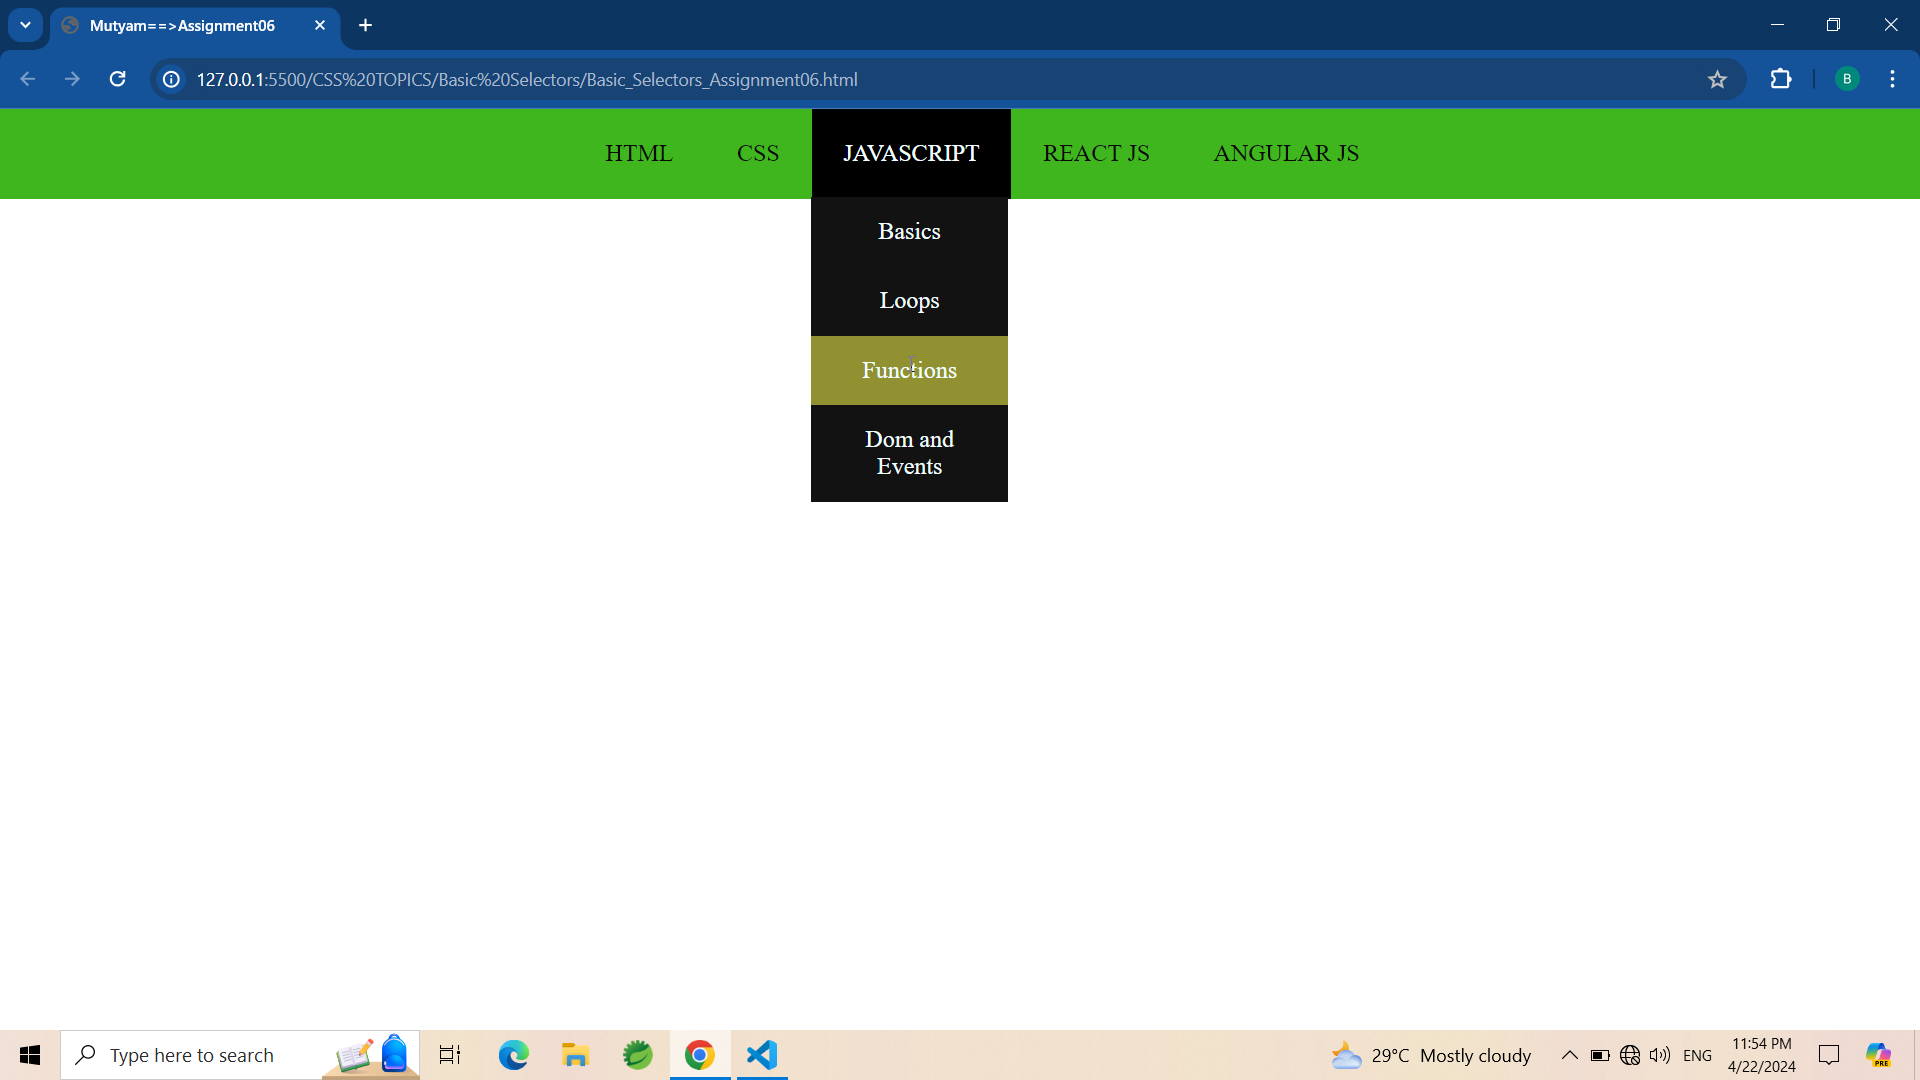 Mutyam==>Assignment06
127.0.0.1:5500/CSS%20TOPICS/Basic%20Selectors/Basic_Selectors_Assignment06.html
B
HTML CSS JAVASCRIPT REACT JS ANGULAR JS
Basics
Loops
Functions
Dom and
Events
Type here to search
29°C Mostly cloudy
ENG
11:54 PM
4/22/2024
PRE